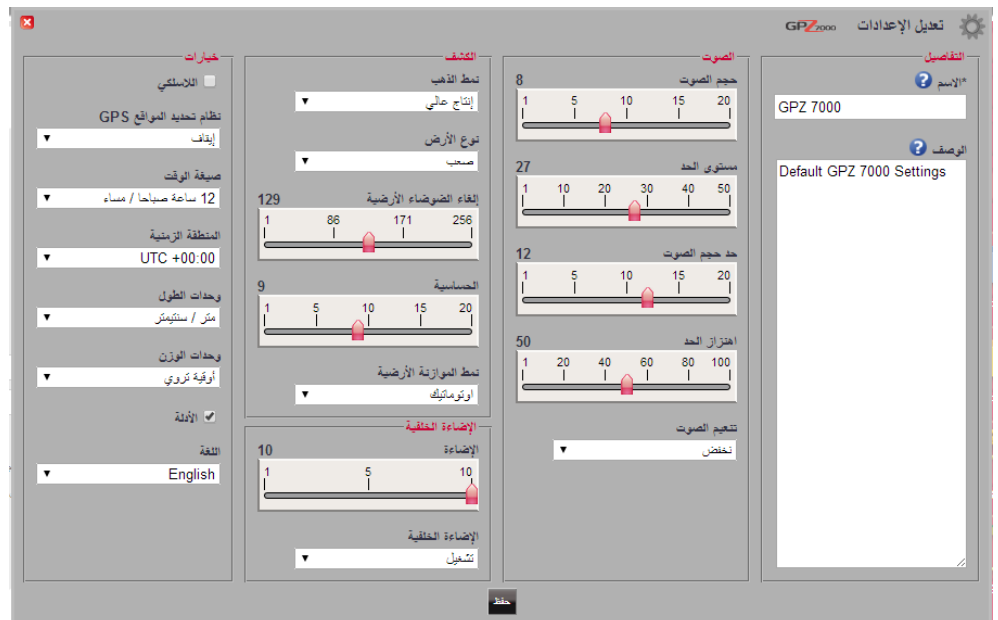 تعديل الإعدادات GPZ7000
التفاصيل
*الاسم
GPZ 7000
الوصف
Default GPZ 7000 Settings
الصوت
حجم الصوت 8
1 5 10 15 20
مستوى الحد 27
1 10 20 30 40 50
حد حجم الصوت 12
1 5 10 15 20
اهتزاز الحد 50
1 20 40 60 80 100
تنعيم الصوت
نخفض
الكشف
نمط الذهب
إنتاج عالي
نوع الأرض
صعب
إلغاء الضوضاء الأرضية 129
1 86 171 256
الحساسية 9
1 5 10 15 20
نمط الموازنة الأرضية
اوتوماتيك
الإضاءة الخلفية
الإضاءة 10
1 5 10
الإضاءة الخلفية
تشغيل
خيارات
اللاسلكي
نظام تحديد المواقع GPS
إيقاف
صيغة الوقت
12 ساعة صباحا / مساء
المنطقة الزمنية
UTC +00:00
وحدات الطول
متر / سنتيمتر
وحدات الوزن
أوقية تروي
الأدلة
اللغة
English
حفظ